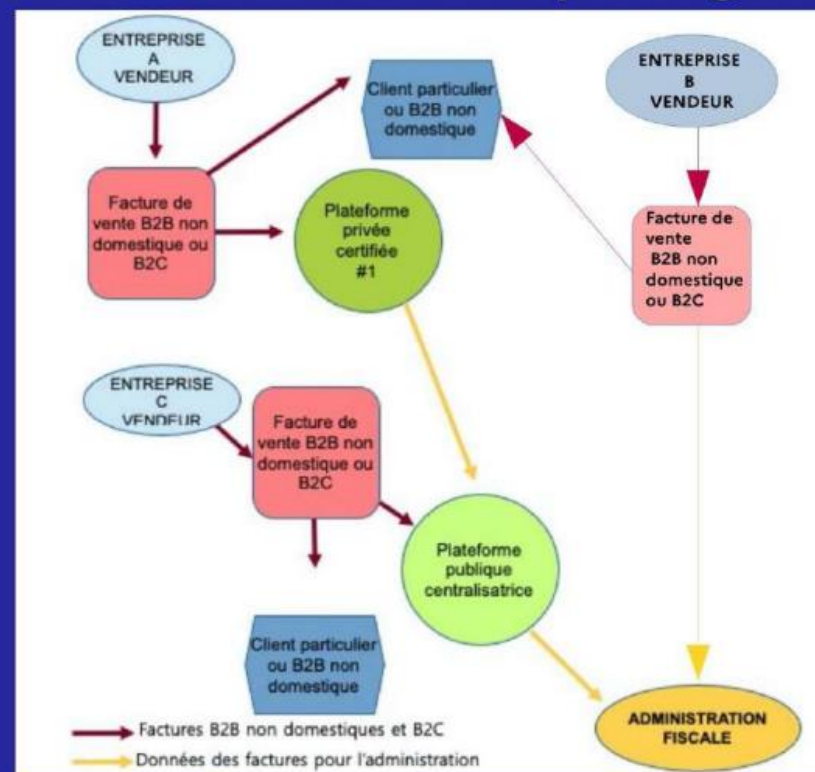 ENTREPRISE
A
VENDEUR
Client particulier
ou B2B non
domestique
ENTREPRISE
B
VENDEUR
Facture de
vente B2B non
domestique ou
B2C
Plateforme
privée
certifiée
#1
Facture de
vente
B2B non
domestique
ou B2C
ENTREPRISE
C
VENDEUR
Facture de
vente B2B non
domestique ou
B2C
Plateforme
publique
centralisatrice
Client particulier
ou B2B non
domestique
ADMINISTRATION
FISCALE
Factures B2B non domestiques et B2C
Données des factures pour l'administration